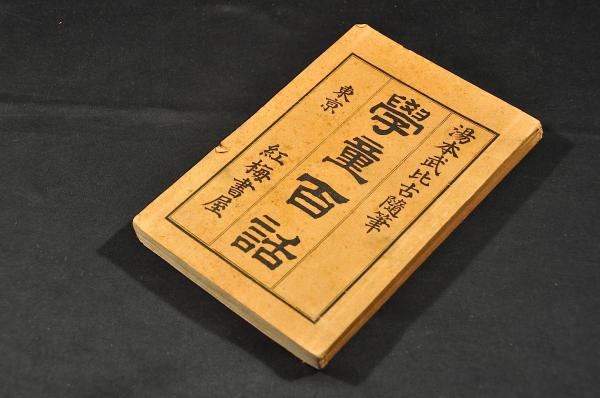 湯本武比古隨筆
學童百話
東京
紅梅書屋